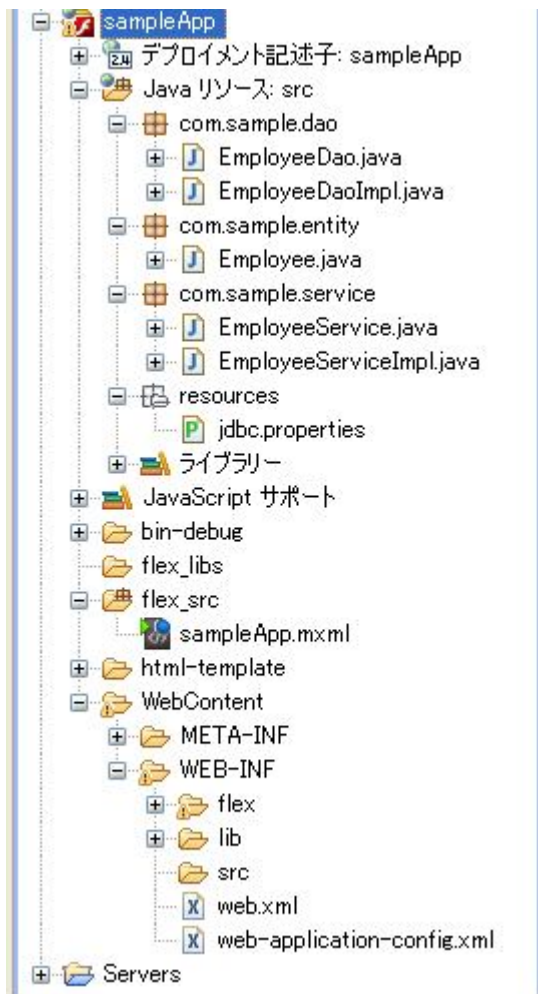 sampleApp
デプロイメント記述子: sampleApp
Java リソース: src
com.sample.dao
EmployeeDao.java
EmployeeDaoImpl.java
com.sample.entity
Employee.java
com.sample.service
EmployeeService.java
EmployeeServiceImpl.java
resources
jdbc.properties
ライブラリー
JavaScript サポート
bin-debug
flex_libs
flex_src
sampleApp.mxml
html-template
WebContent
META-INF
WEB-INF
flex
lib
src
web.xml
web-application-config.xml
Servers